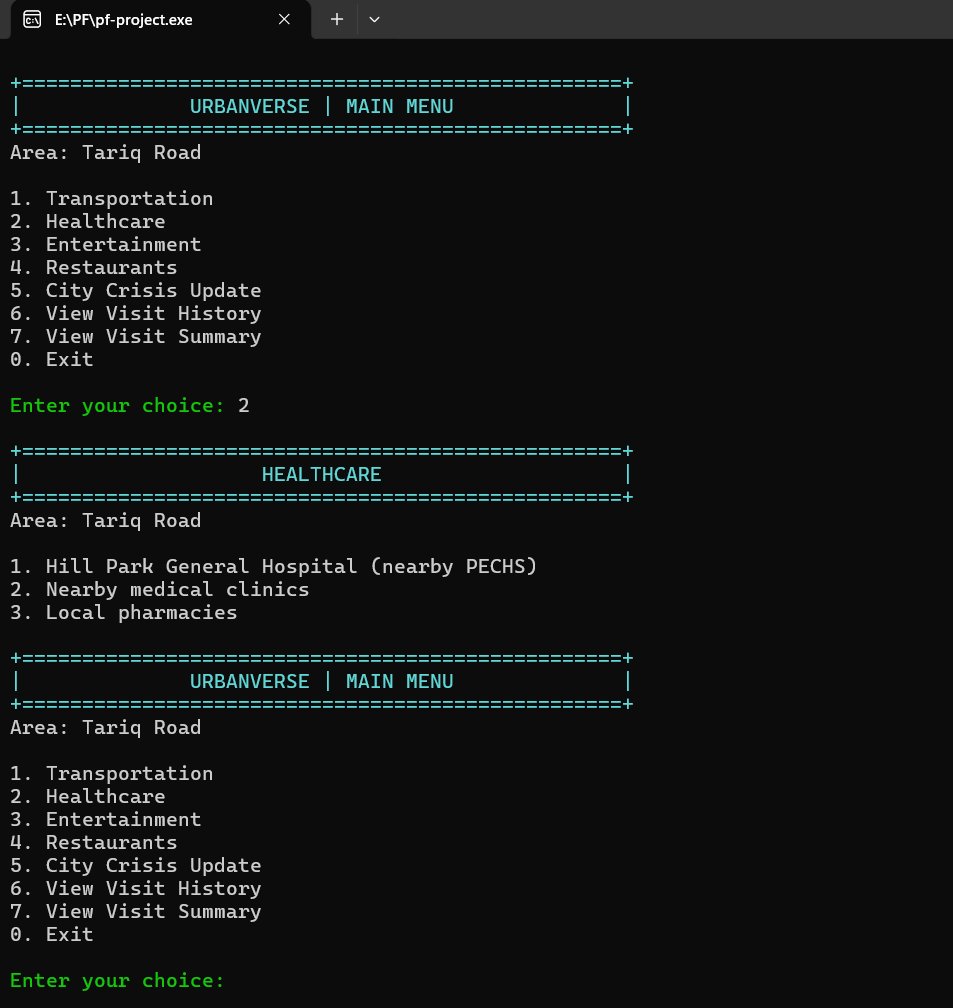 E:\PF\pf-project.exe
+==================================================+
|              URBANVERSE | MAIN MENU              |
+==================================================+
Area: Tariq Road
1. Transportation
2. Healthcare
3. Entertainment
4. Restaurants
5. City Crisis Update
6. View Visit History
7. View Visit Summary
0. Exit
Enter your choice: 2
+==================================================+
|                    HEALTHCARE                    |
+==================================================+
Area: Tariq Road
1. Hill Park General Hospital (nearby PECHS)
2. Nearby medical clinics
3. Local pharmacies
+==================================================+
|              URBANVERSE | MAIN MENU              |
+==================================================+
Area: Tariq Road
1. Transportation
2. Healthcare
3. Entertainment
4. Restaurants
5. City Crisis Update
6. View Visit History
7. View Visit Summary
0. Exit
Enter your choice: